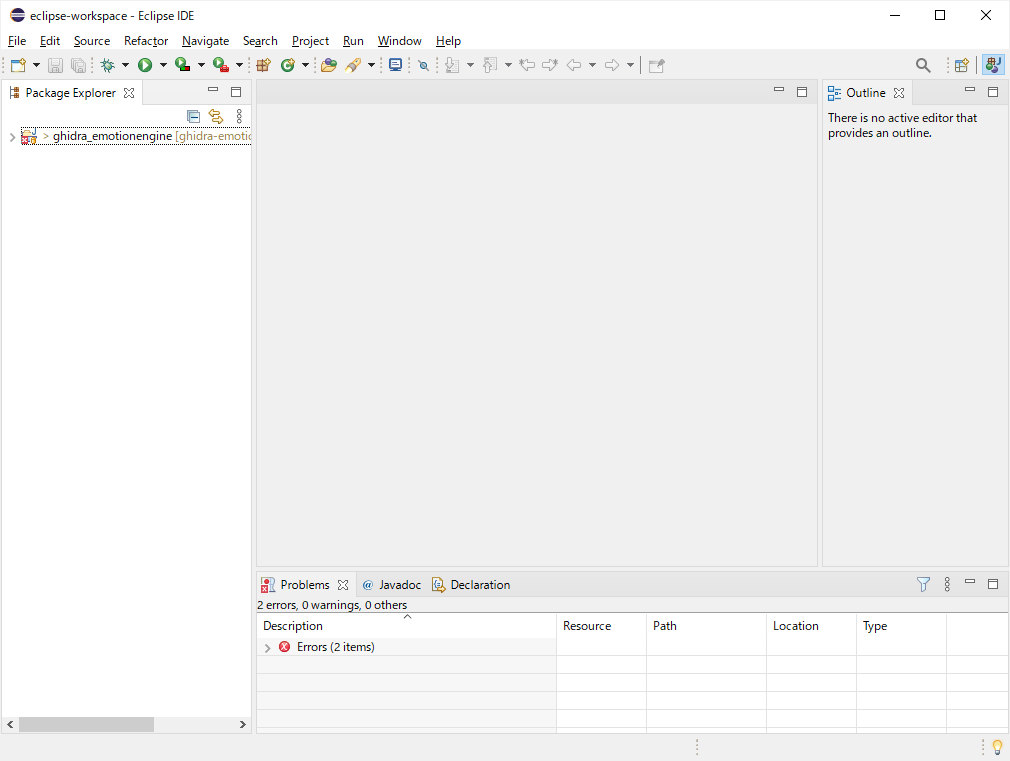 eclipse-workspace - Eclipse IDE
File Edit Source Refactor Navigate Search Project Run Window Help
Package Explorer
> ghidra_emotionengine [ghidra-emotio
Outline
There is no active editor that
provides an outline.
Problems @ Javadoc Declaration
2 errors, 0 warnings, 0 others
Description Resource Path Location Type
Errors (2 items)